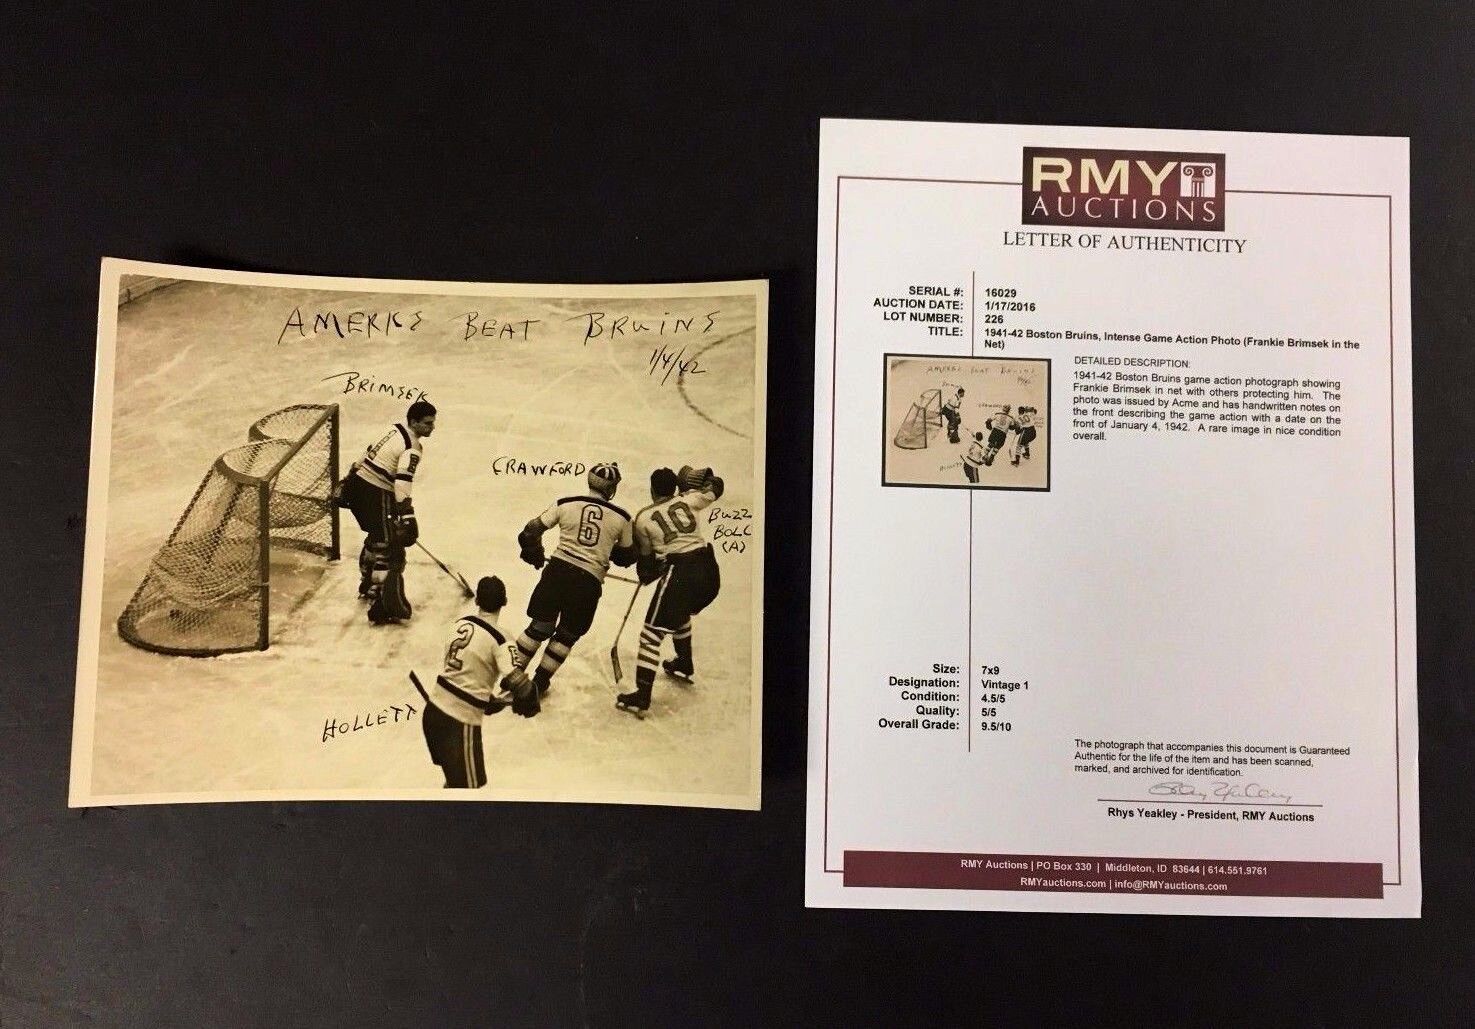 AMERKS BEAT BRUINS
1/4/42
BRIMSEK
CRAWFORD
6
10
BUZZ
BOLL
(A)
2
HOLLETT
RMY
AUCTIONS
LETTER OF AUTHENTICITY
SERIAL #: 16029
AUCTION DATE: 1/17/2016
LOT NUMBER: 226
TITLE: 1941-42 Boston Bruins, Intense Game Action Photo (Frankie Brimsek in the
Net)
DETAILED DESCRIPTION:
1941-42 Boston Bruins game action photograph showing
Frankie Brimsek in net with others protecting him. The
photo was issued by Acme and has handwritten notes on
the front describing the game action with a date on the
front of January 4, 1942. A rare image in nice condition
overall.
AMERKS BEAT BRUINS
Size: 7x9
Designation: Vintage 1
Condition: 4.5/5
Quality: 5/5
Overall Grade: 9.5/10
The photograph that accompanies this document is Guaranteed
Authentic for the life of the item and has been scanned,
marked, and archived for identification.
Rhys Yeakley - President, RMY Auctions
RMY Auctions | PO Box 330 | Middleton, ID 83644 | 614.551.9761
RMYauctions.com | info@RMYauctions.com